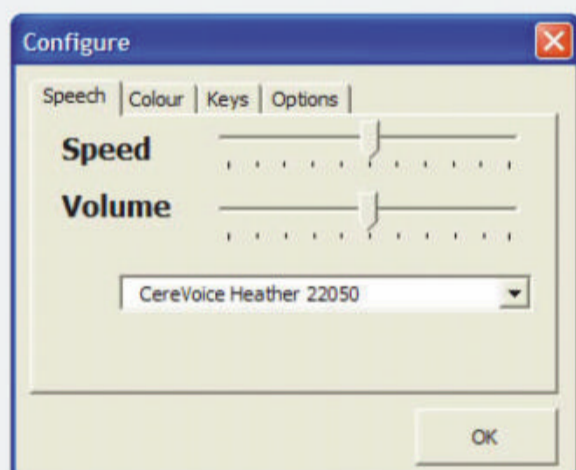 Configure
Speech Colour Keys Options
Speed
Volume
CereVoice Heather 22050
OK